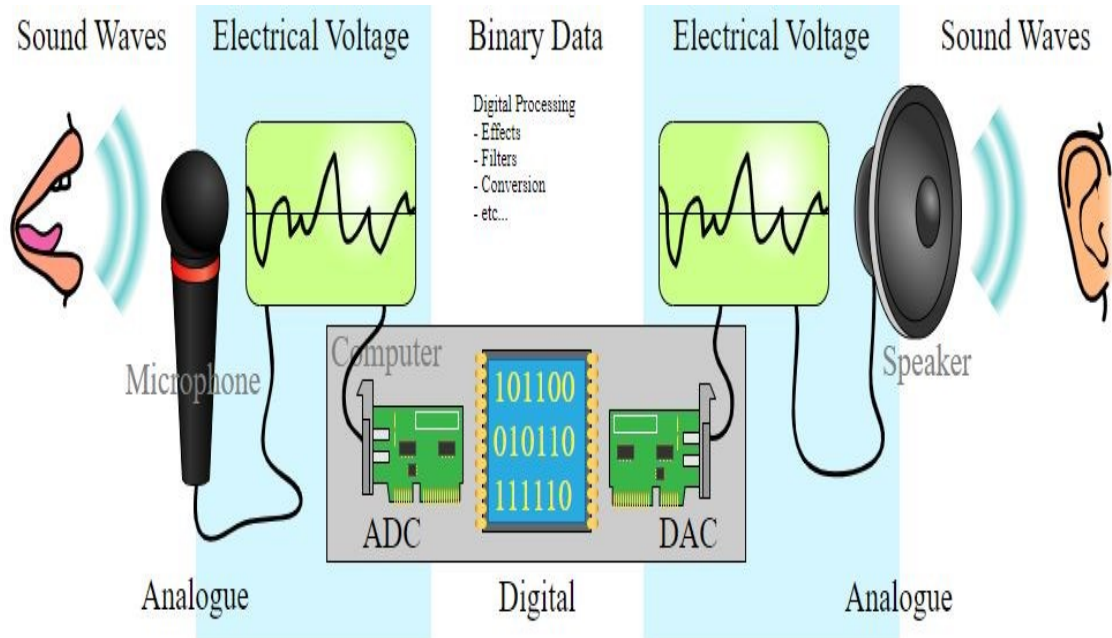 Sound Waves
Electrical Voltage
Binary Data
Electrical Voltage
Sound Waves
Digital Processing
- Effects
- Filters
- Conversion
- etc...
Microphone
Computer
Speaker
101100
010110
111110
ADC
DAC
Analogue
Digital
Analogue